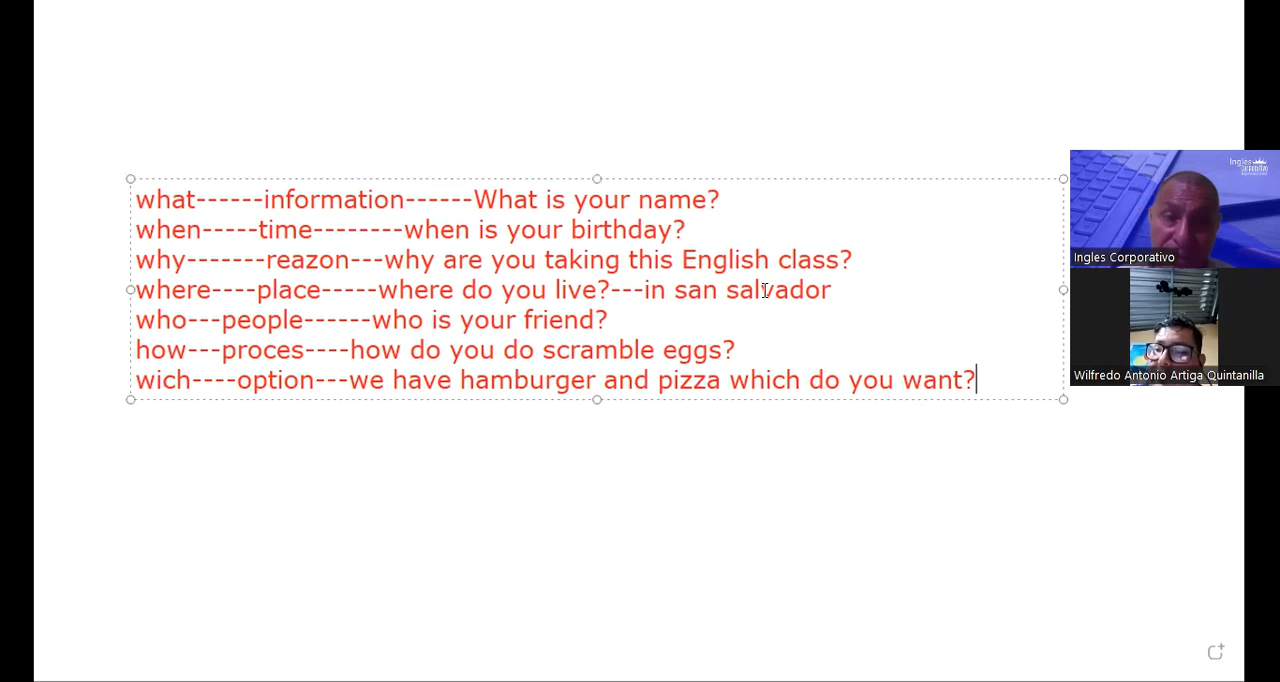 what------information------What is your name?
when-----time--------when is your birthday?
why-------reazon---why are you taking this English class?
where----place-----where do you live?---in san salvador
who---people------who is your friend?
how---proces----how do you do scramble eggs?
wich----option---we have hamburger and pizza which do you want?
Ingles
CORPORATIVO
Ingles Corporativo
Wilfredo Antonio Artiga Quintanilla